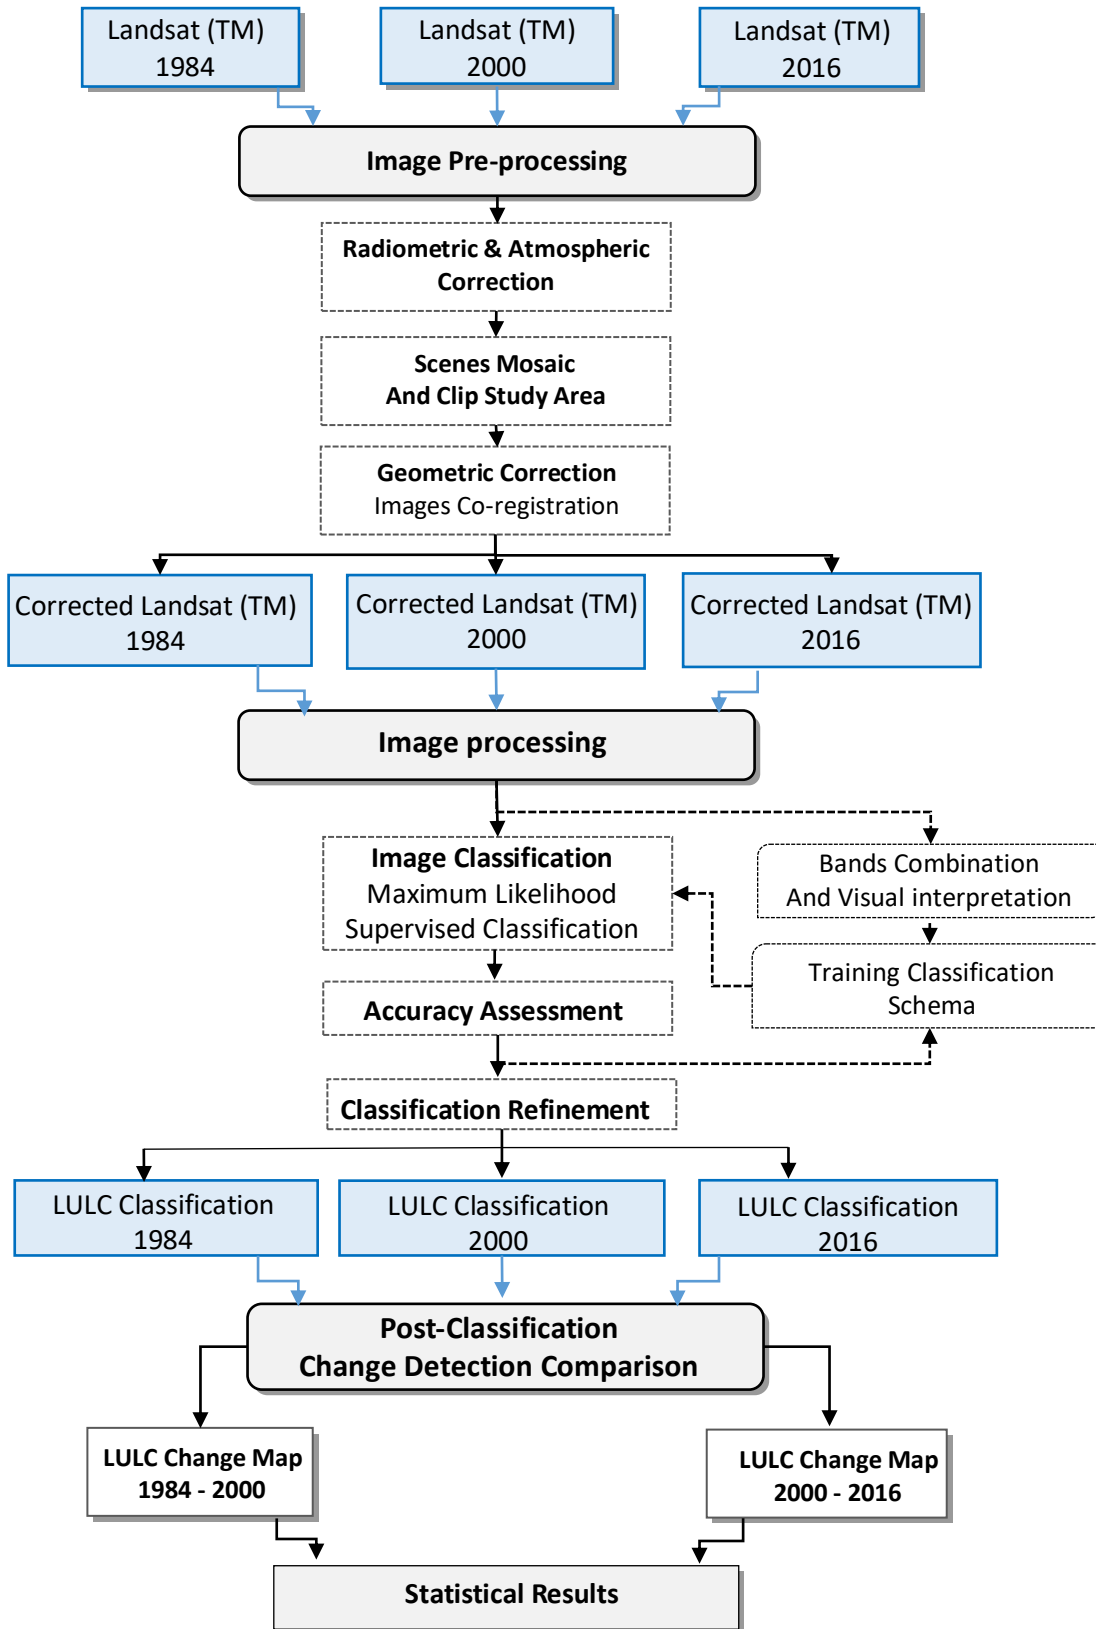 Landsat (TM)
1984
Landsat (TM)
2000
Landsat (TM)
2016
Image Pre-processing
Radiometric & Atmospheric
Correction
Scenes Mosaic
And Clip Study Area
Geometric Correction
Images Co-registration
Corrected Landsat (TM)
1984
Corrected Landsat (TM)
2000
Corrected Landsat (TM)
2016
Image processing
Image Classification
Maximum Likelihood
Supervised Classification
Bands Combination
And Visual interpretation
Training Classification
Schema
Accuracy Assessment
Classification Refinement
LULC Classification
1984
LULC Classification
2000
LULC Classification
2016
Post-Classification
Change Detection Comparison
LULC Change Map
1984 - 2000
LULC Change Map
2000 - 2016
Statistical Results